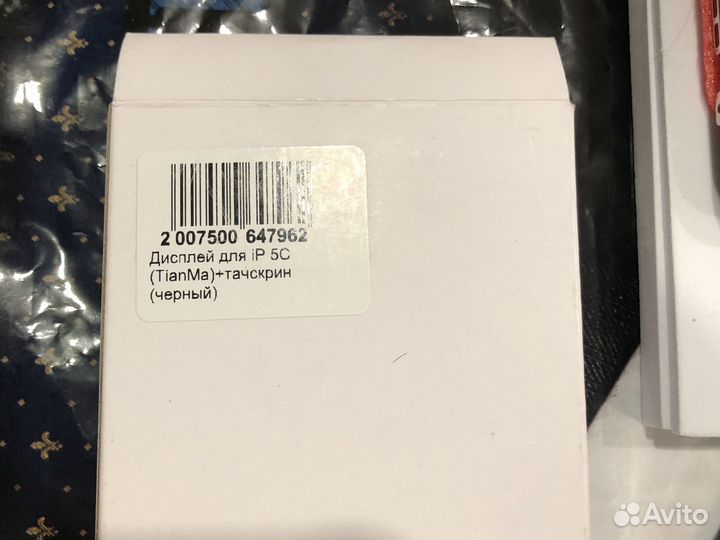 2 007500 647962
Дисплей для iP 5C
(TianMa)+тачскрин
(черный)
Avito